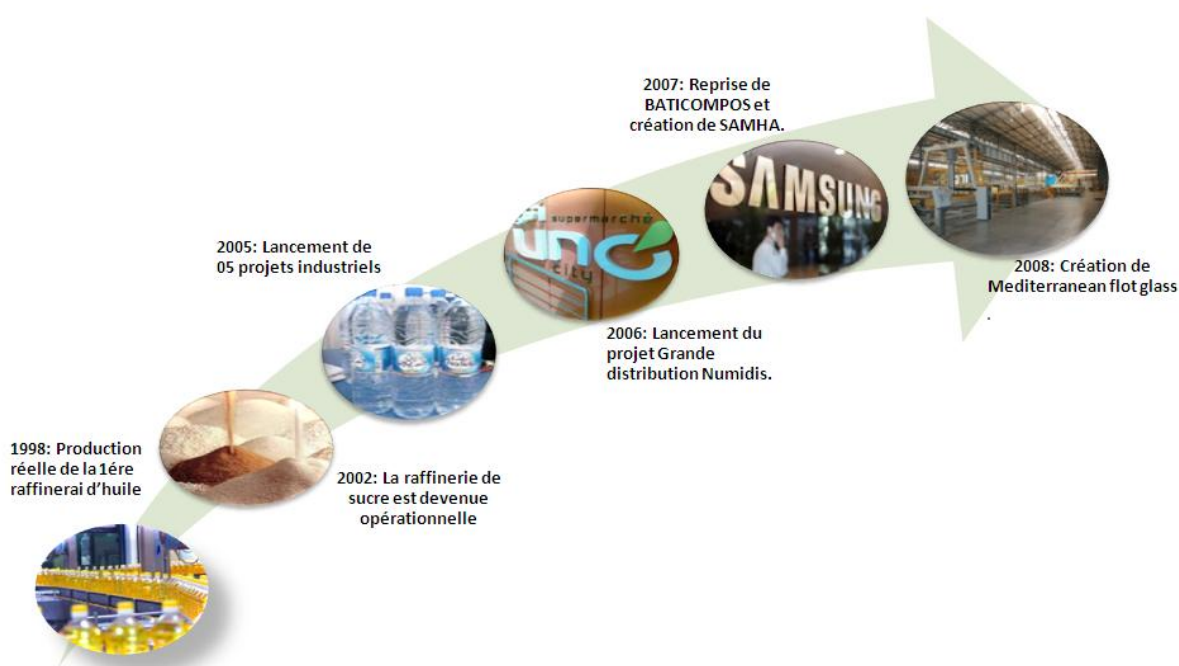 1998: Production
réelle de la 1ére
raffinerai d'huile
2002: La raffinerie de
sucre est devenue
opérationnelle
2005: Lancement de
05 projets industriels
supermarché
uno
city
2006: Lancement du
projet Grande
distribution Numidis.
2007: Reprise de
BATICOMPOS et
création de SAMHA.
SAMSUNG
2008: Création de
Mediterranean flot glass
.